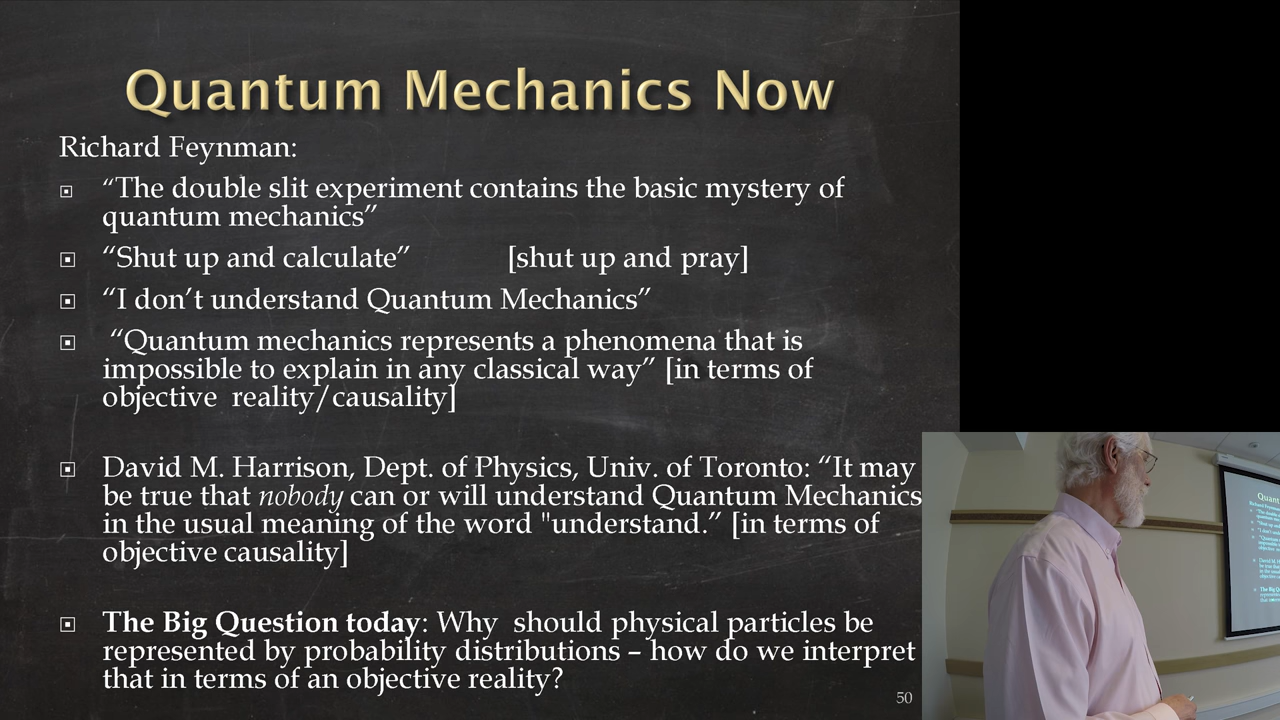 Quantum Mechanics Now
Richard Feynman:
“The double slit experiment contains the basic mystery of
quantum mechanics”
“Shut up and calculate” [shut up and pray]
“I don’t understand Quantum Mechanics”
“Quantum mechanics represents a phenomena that is
impossible to explain in any classical way” [in terms of
objective reality/causality]
David M. Harrison, Dept. of Physics, Univ. of Toronto: “It may
be true that nobody can or will understand Quantum Mechanics
in the usual meaning of the word "understand.” [in terms of
objective causality]
The Big Question today: Why should physical particles be
represented by probability distributions – how do we interpret
that in terms of an objective reality?
50